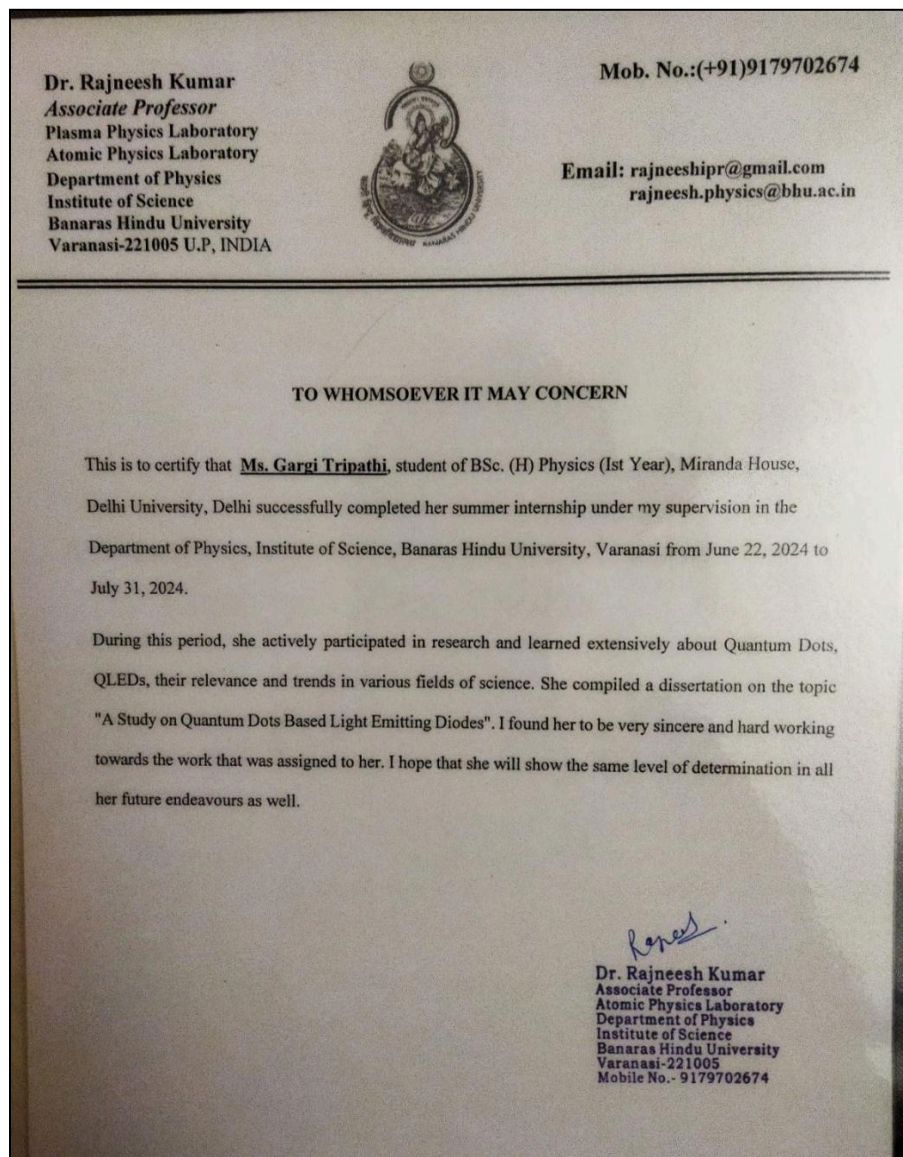 Dr. Rajneesh Kumar
Associate Professor
Plasma Physics Laboratory
Atomic Physics Laboratory
Department of Physics
Institute of Science
Banaras Hindu University
Varanasi-221005 U.P, INDIA
BANARAS HINDU UNIVERSITY
Mob. No.:(+91)9179702674
Email: rajneeshipr@gmail.com
rajneesh.physics@bhu.ac.in
TO WHOMSOEVER IT MAY CONCERN
This is to certify that Ms. Gargi Tripathi, student of BSc. (H) Physics (Ist Year), Miranda House,
Delhi University, Delhi successfully completed her summer internship under my supervision in the
Department of Physics, Institute of Science, Banaras Hindu University, Varanasi from June 22, 2024 to
July 31, 2024.
During this period, she actively participated in research and learned extensively about Quantum Dots,
QLEDs, their relevance and trends in various fields of science. She compiled a dissertation on the topic
"A Study on Quantum Dots Based Light Emitting Diodes". I found her to be very sincere and hard working
towards the work that was assigned to her. I hope that she will show the same level of determination in all
her future endeavours as well.
Dr. Rajneesh Kumar
Associate Professor
Atomic Physics Laboratory
Department of Physics
Institute of Science
Banaras Hindu University
Varanasi-221005
Mobile No.- 9179702674